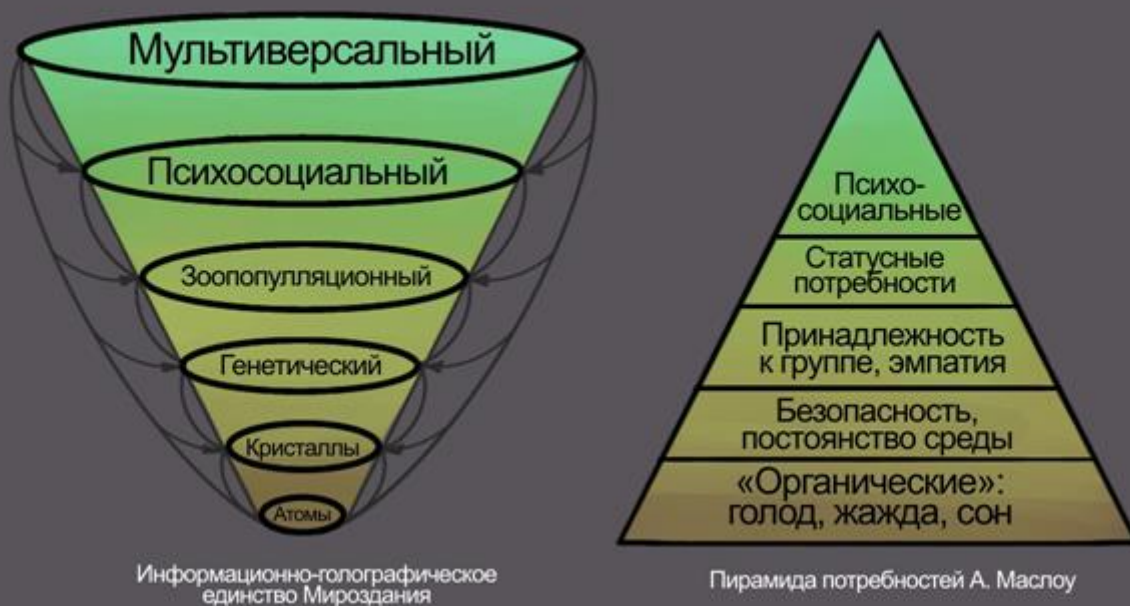 Мультиверсальный
Психосоциальный
Зоопопулляционный
Генетический
Кристаллы
Атомы
Информационно-голографическое
единство Мироздания
Психо-
социальные
Статусные
потребности
Принадлежность
к группе, эмпатия
Безопасность,
постоянство среды
«Органические»:
голод, жажда, сон
Пирамида потребностей А. Маслоу